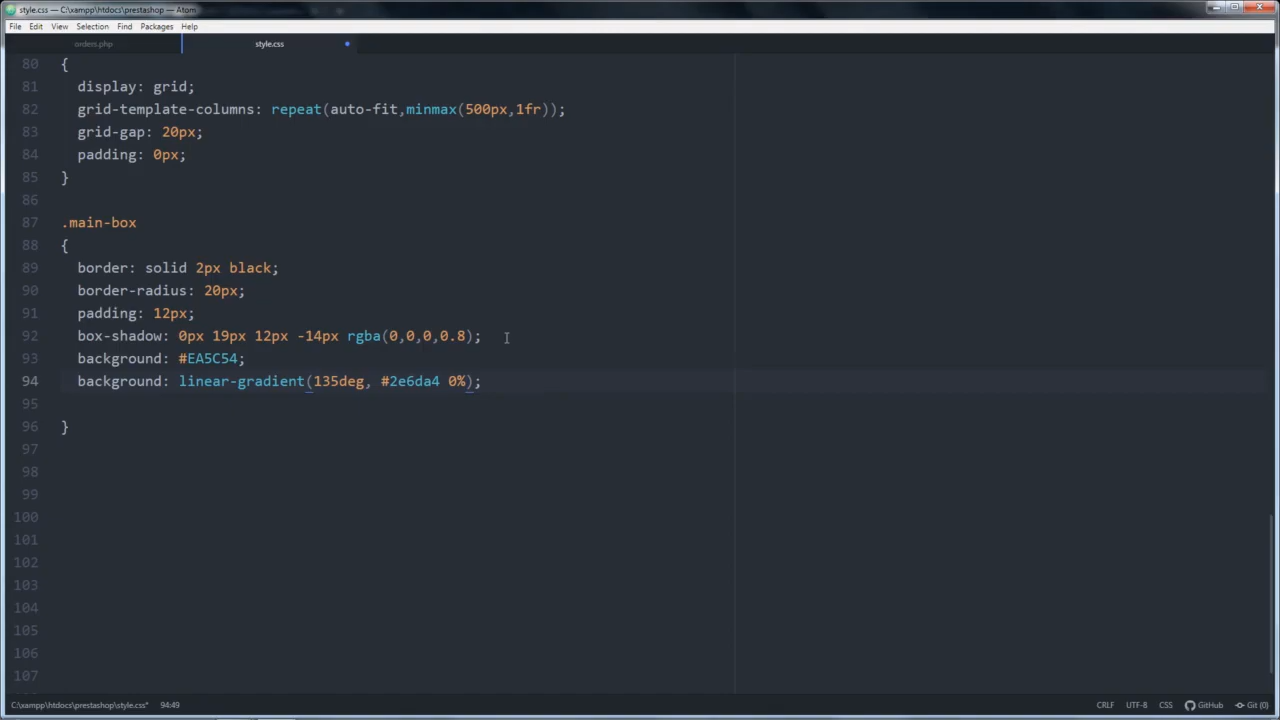 style.css — C:\xampp\htdocs\prestashop — Atom
File Edit View Selection Find Packages Help
orders.php style.css
80 {
81 display: grid;
82 grid-template-columns: repeat(auto-fit,minmax(500px,1fr));
83 grid-gap: 20px;
84 padding: 0px;
85 }
86
87 .main-box
88 {
89 border: solid 2px black;
90 border-radius: 20px;
91 padding: 12px;
92 box-shadow: 0px 19px 12px -14px rgba(0,0,0,0.8);
93 background: #EA5C54;
94 background: linear-gradient(135deg, #2e6da4 0%);
95
96 }
97
98
99
100
101
102
103
104
105
106
107
C:\xampp\htdocs\prestashop\style.css* 94:49 CRLF UTF-8 CSS GitHub Git (0)